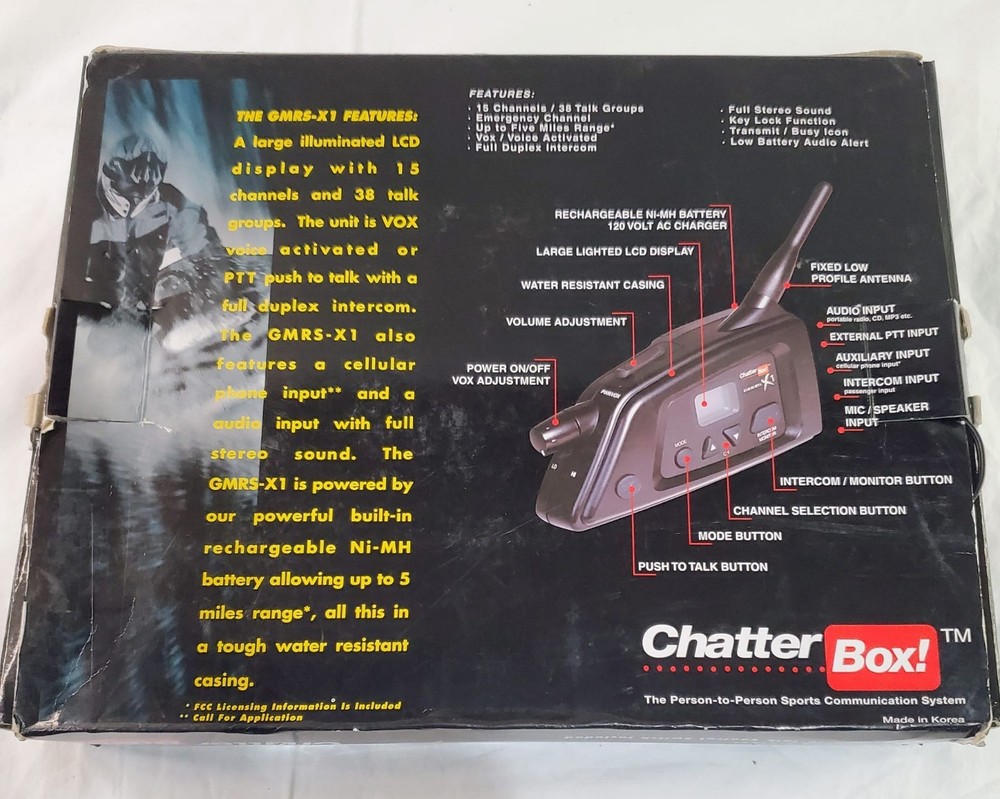 THE GMRS-X1 FEATURES:
A large illuminated LCD
display with 15
channels and 38 talk
groups. The unit is VOX
voice activated or
PTT push to talk with a
full duplex intercom.
The GMRS-X1 also
features a cellular
phone input** and a
audio input with full
stereo sound. The
GMRS-X1 is powered by
our powerful built-in
rechargeable Ni-MH
battery allowing up to 5
miles range*, all this in
a tough water resistant
casing.
* FCC Licensing Information Is Included
** Call For Application
FEATURES:
· 15 Channels / 38 Talk Groups
· Emergency Channel
· Up to Five Miles Range*
· Vox / Voice Activated
· Full Duplex Intercom
· Full Stereo Sound
· Key Lock Function
· Transmit / Busy Icon
· Low Battery Audio Alert
RECHARGEABLE NI-MH BATTERY
120 VOLT AC CHARGER
LARGE LIGHTED LCD DISPLAY
WATER RESISTANT CASING
VOLUME ADJUSTMENT
POWER ON/OFF
VOX ADJUSTMENT
FIXED LOW
PROFILE ANTENNA
AUDIO INPUT
portable radio, CD, MP3 etc.
EXTERNAL PTT INPUT
AUXILIARY INPUT
cellular phone input*
INTERCOM INPUT
passenger input
MIC / SPEAKER
INPUT
ChatterBox!
X1
MODE
LO
HI
INTERCOM / MONITOR BUTTON
CHANNEL SELECTION BUTTON
MODE BUTTON
PUSH TO TALK BUTTON
Chatter Box! TM
The Person-to-Person Sports Communication System
Made in Korea